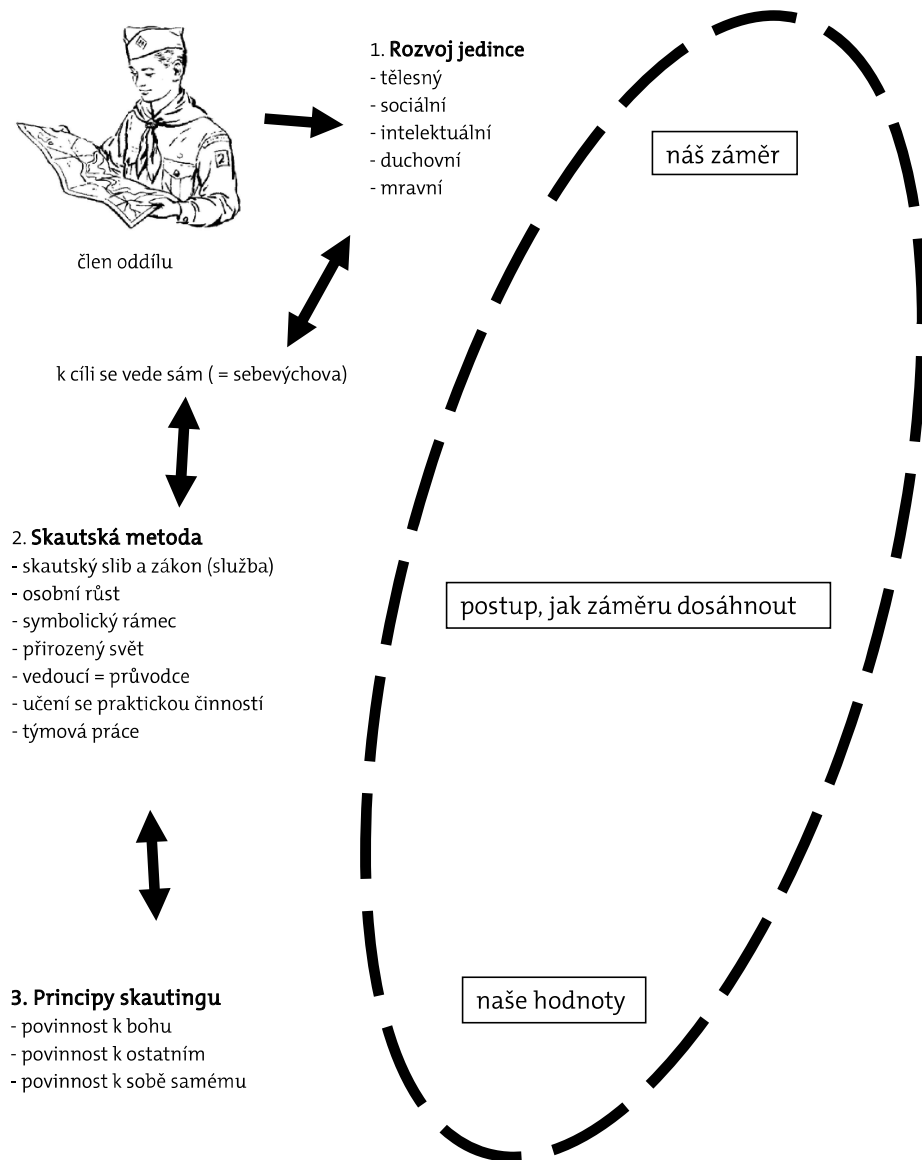 1. Rozvoj jedince
- tělesný
- sociální
- intelektuální
- duchovní
- mravní
náš záměr
2
člen oddílu
k cíli se vede sám ( = sebevýchova)
2. Skautská metoda
- skautský slib a zákon (služba)
- osobní růst
- symbolický rámec
- přirozený svět
- vedoucí = průvodce
- učení se praktickou činností
- týmová práce
postup, jak záměru dosáhnout
3. Principy skautingu
- povinnost k bohu
- povinnost k ostatním
- povinnost k sobě samému
naše hodnoty